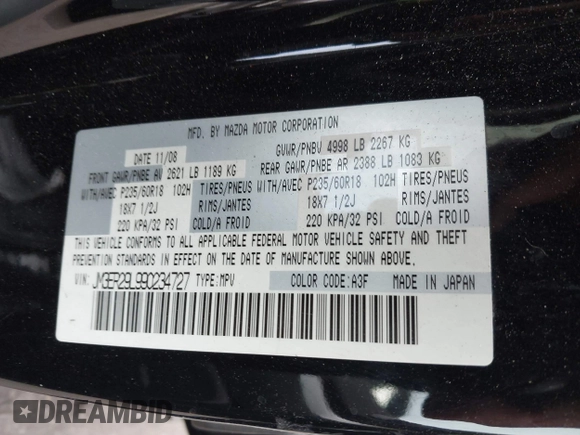 MFD. BY MAZDA MOTOR CORPORATION
DATE 11/08 GVWR/PNBV 4998 LB 2267 KG
FRONT GAWR/PNBE AV 2621 LB 1189 KG REAR GAWR/PNBE AR 2388 LB 1083 KG
WITH/AVEC P235/60R18 102H TIRES/PNEUS WITH/AVEC P235/60R18 102H TIRES/PNEUS
18X7 1/2J RIMS/JANTES 18X7 1/2J RIMS/JANTES
220 KPA/32 PSI COLD/A FROID 220 KPA/32 PSI COLD/A FROID
THIS VEHICLE CONFORMS TO ALL APPLICABLE FEDERAL MOTOR VEHICLE SAFETY AND THEFT
PREVENTION STANDARDS IN EFFECT ON THE DATE OF MANUFACTURE SHOWN ABOVE.
VIN: JM3ER29L990234727 TYPE:MPV COLOR CODE:A3F MADE IN JAPAN
DREAMBID